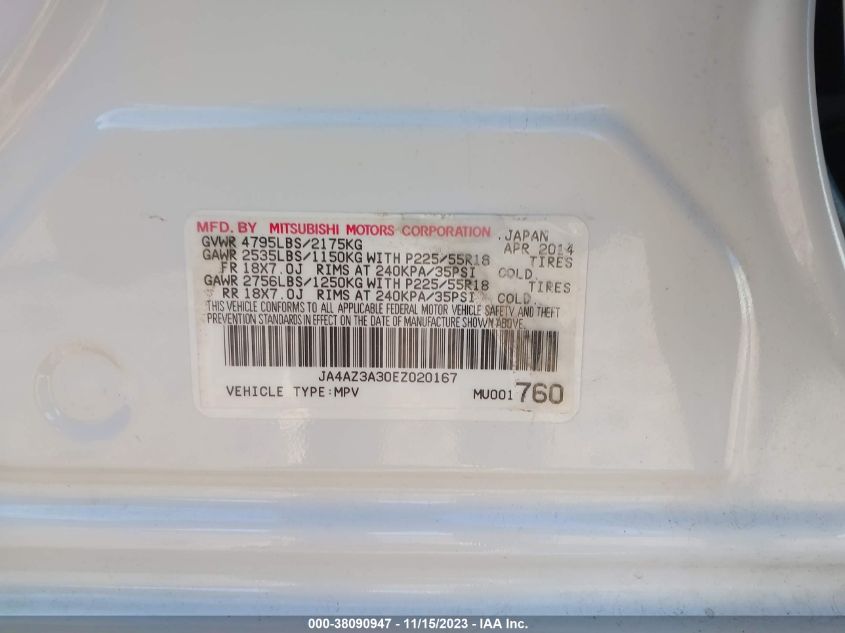 MFD. BY MITSUBISHI MOTORS CORPORATION . JAPAN
GVWR 4795LBS/2175KG APR 2014
GAWR 2535LBS/1150KG WITH P225/55R18 TIRES
FR 18X7.0J RIMS AT 240KPA/35PSI COLD.
GAWR 2756LBS/1250KG WITH P225/55R18 TIRES
RR 18X7.0J RIMS AT 240KPA/35PSI COLD.
THIS VEHICLE CONFORMS TO ALL APPLICABLE FEDERAL MOTOR VEHICLE SAFETY AND THEFT
PREVENTION STANDARDS IN EFFECT ON THE DATE OF MANUFACTURE SHOWN ABOVE.
JA4AZ3A30EZ020167
VEHICLE TYPE:MPV MU001 760
000-38090947 - 11/15/2023 - IAA Inc.